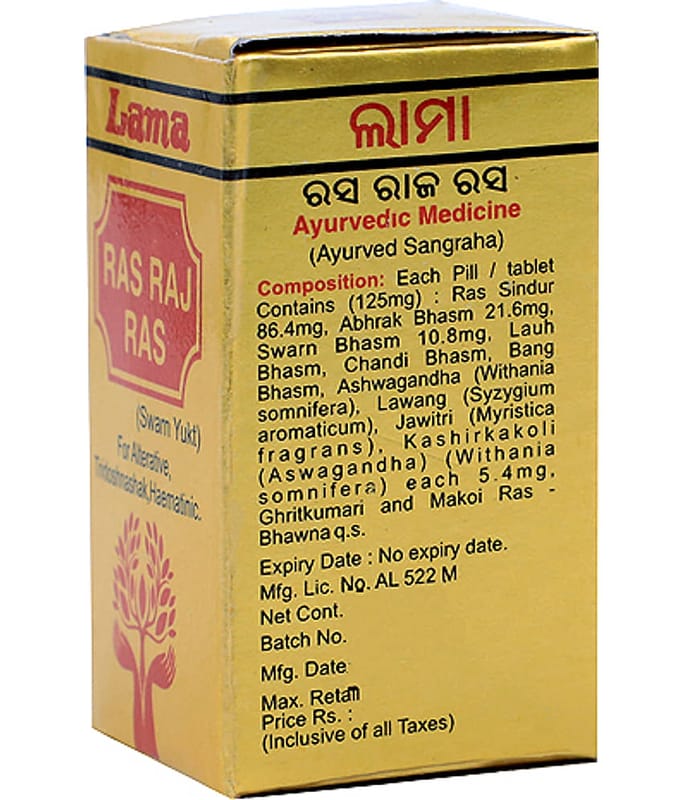 Lama
RAS RAJ
RAS
(Swarn Yukt)
For Alterative,
Tridoshnashak,Haematinic.
ଲାମା
ରସ ରାଜ ରସ
Ayurvedic Medicine
(Ayurved Sangraha)
Composition: Each Pill / tablet
Contains (125mg) : Ras Sindur
86.4mg, Abhrak Bhasm 21.6mg,
Swarn Bhasm 10.8mg, Lauh
Bhasm, Chandi Bhasm, Bang
Bhasm, Ashwagandha (Withania
somnifera), Lawang (Syzygium
aromaticum), Jawitri (Myristica
fragrans), Kashirkakoli
(Aswagandha) (Withania
somnifera) each 5.4mg,
Ghritkumari and Makoi Ras -
Bhawna q.s.
Expiry Date : No expiry date.
Mfg. Lic. No. AL 522 M
Net Cont.
Batch No.
Mfg. Date
Max. Retail
Price Rs. :
(Inclusive of all Taxes)